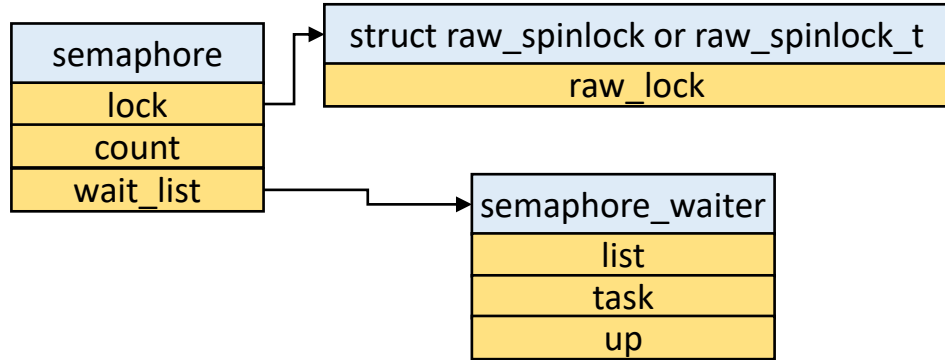 semaphore
lock
count
wait_list
struct raw_spinlock or raw_spinlock_t
raw_lock
semaphore_waiter
list
task
up